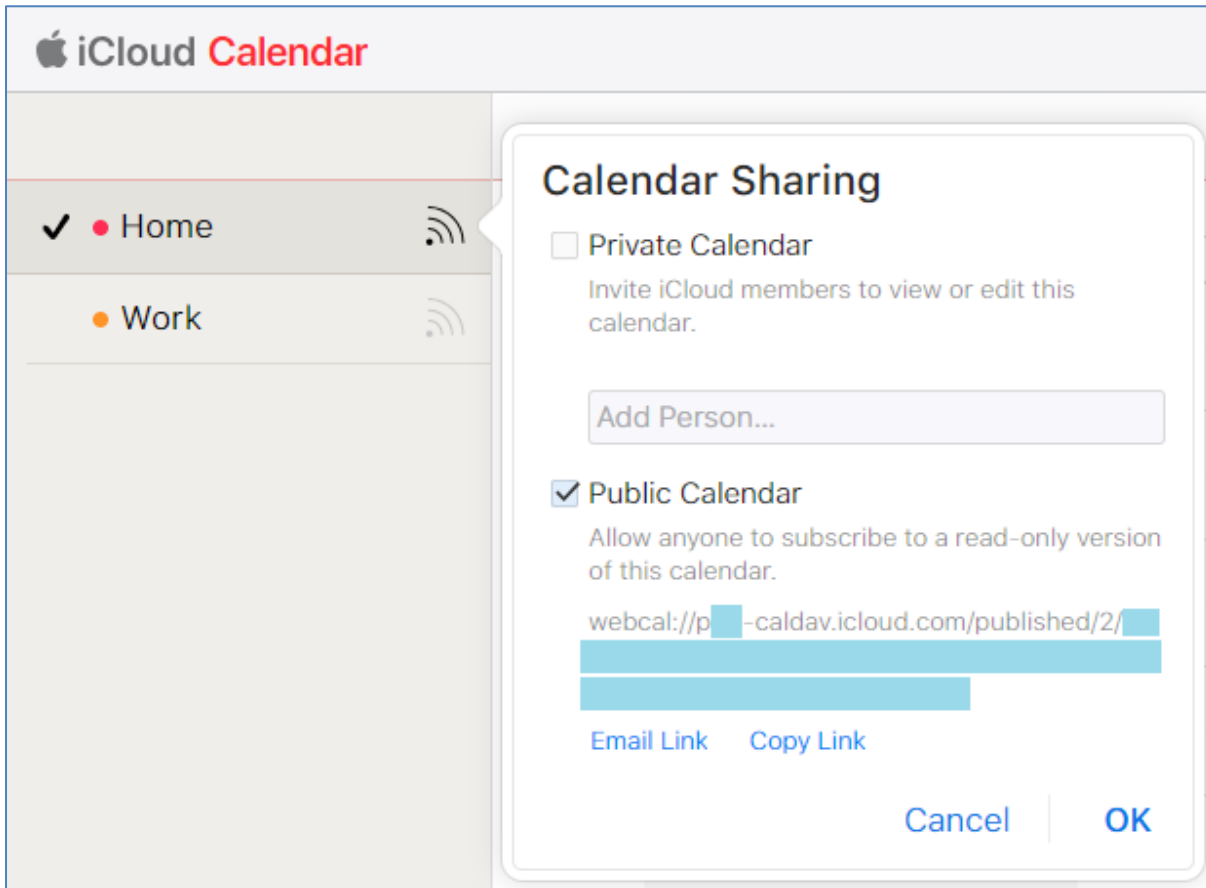 iCloud Calendar
Home
Work
Calendar Sharing
Private Calendar
Invite iCloud members to view or edit this
calendar.
Add Person...
Public Calendar
Allow anyone to subscribe to a read-only version
of this calendar.
webcal://p -caldav.icloud.com/published/2/
Email Link Copy Link
Cancel OK